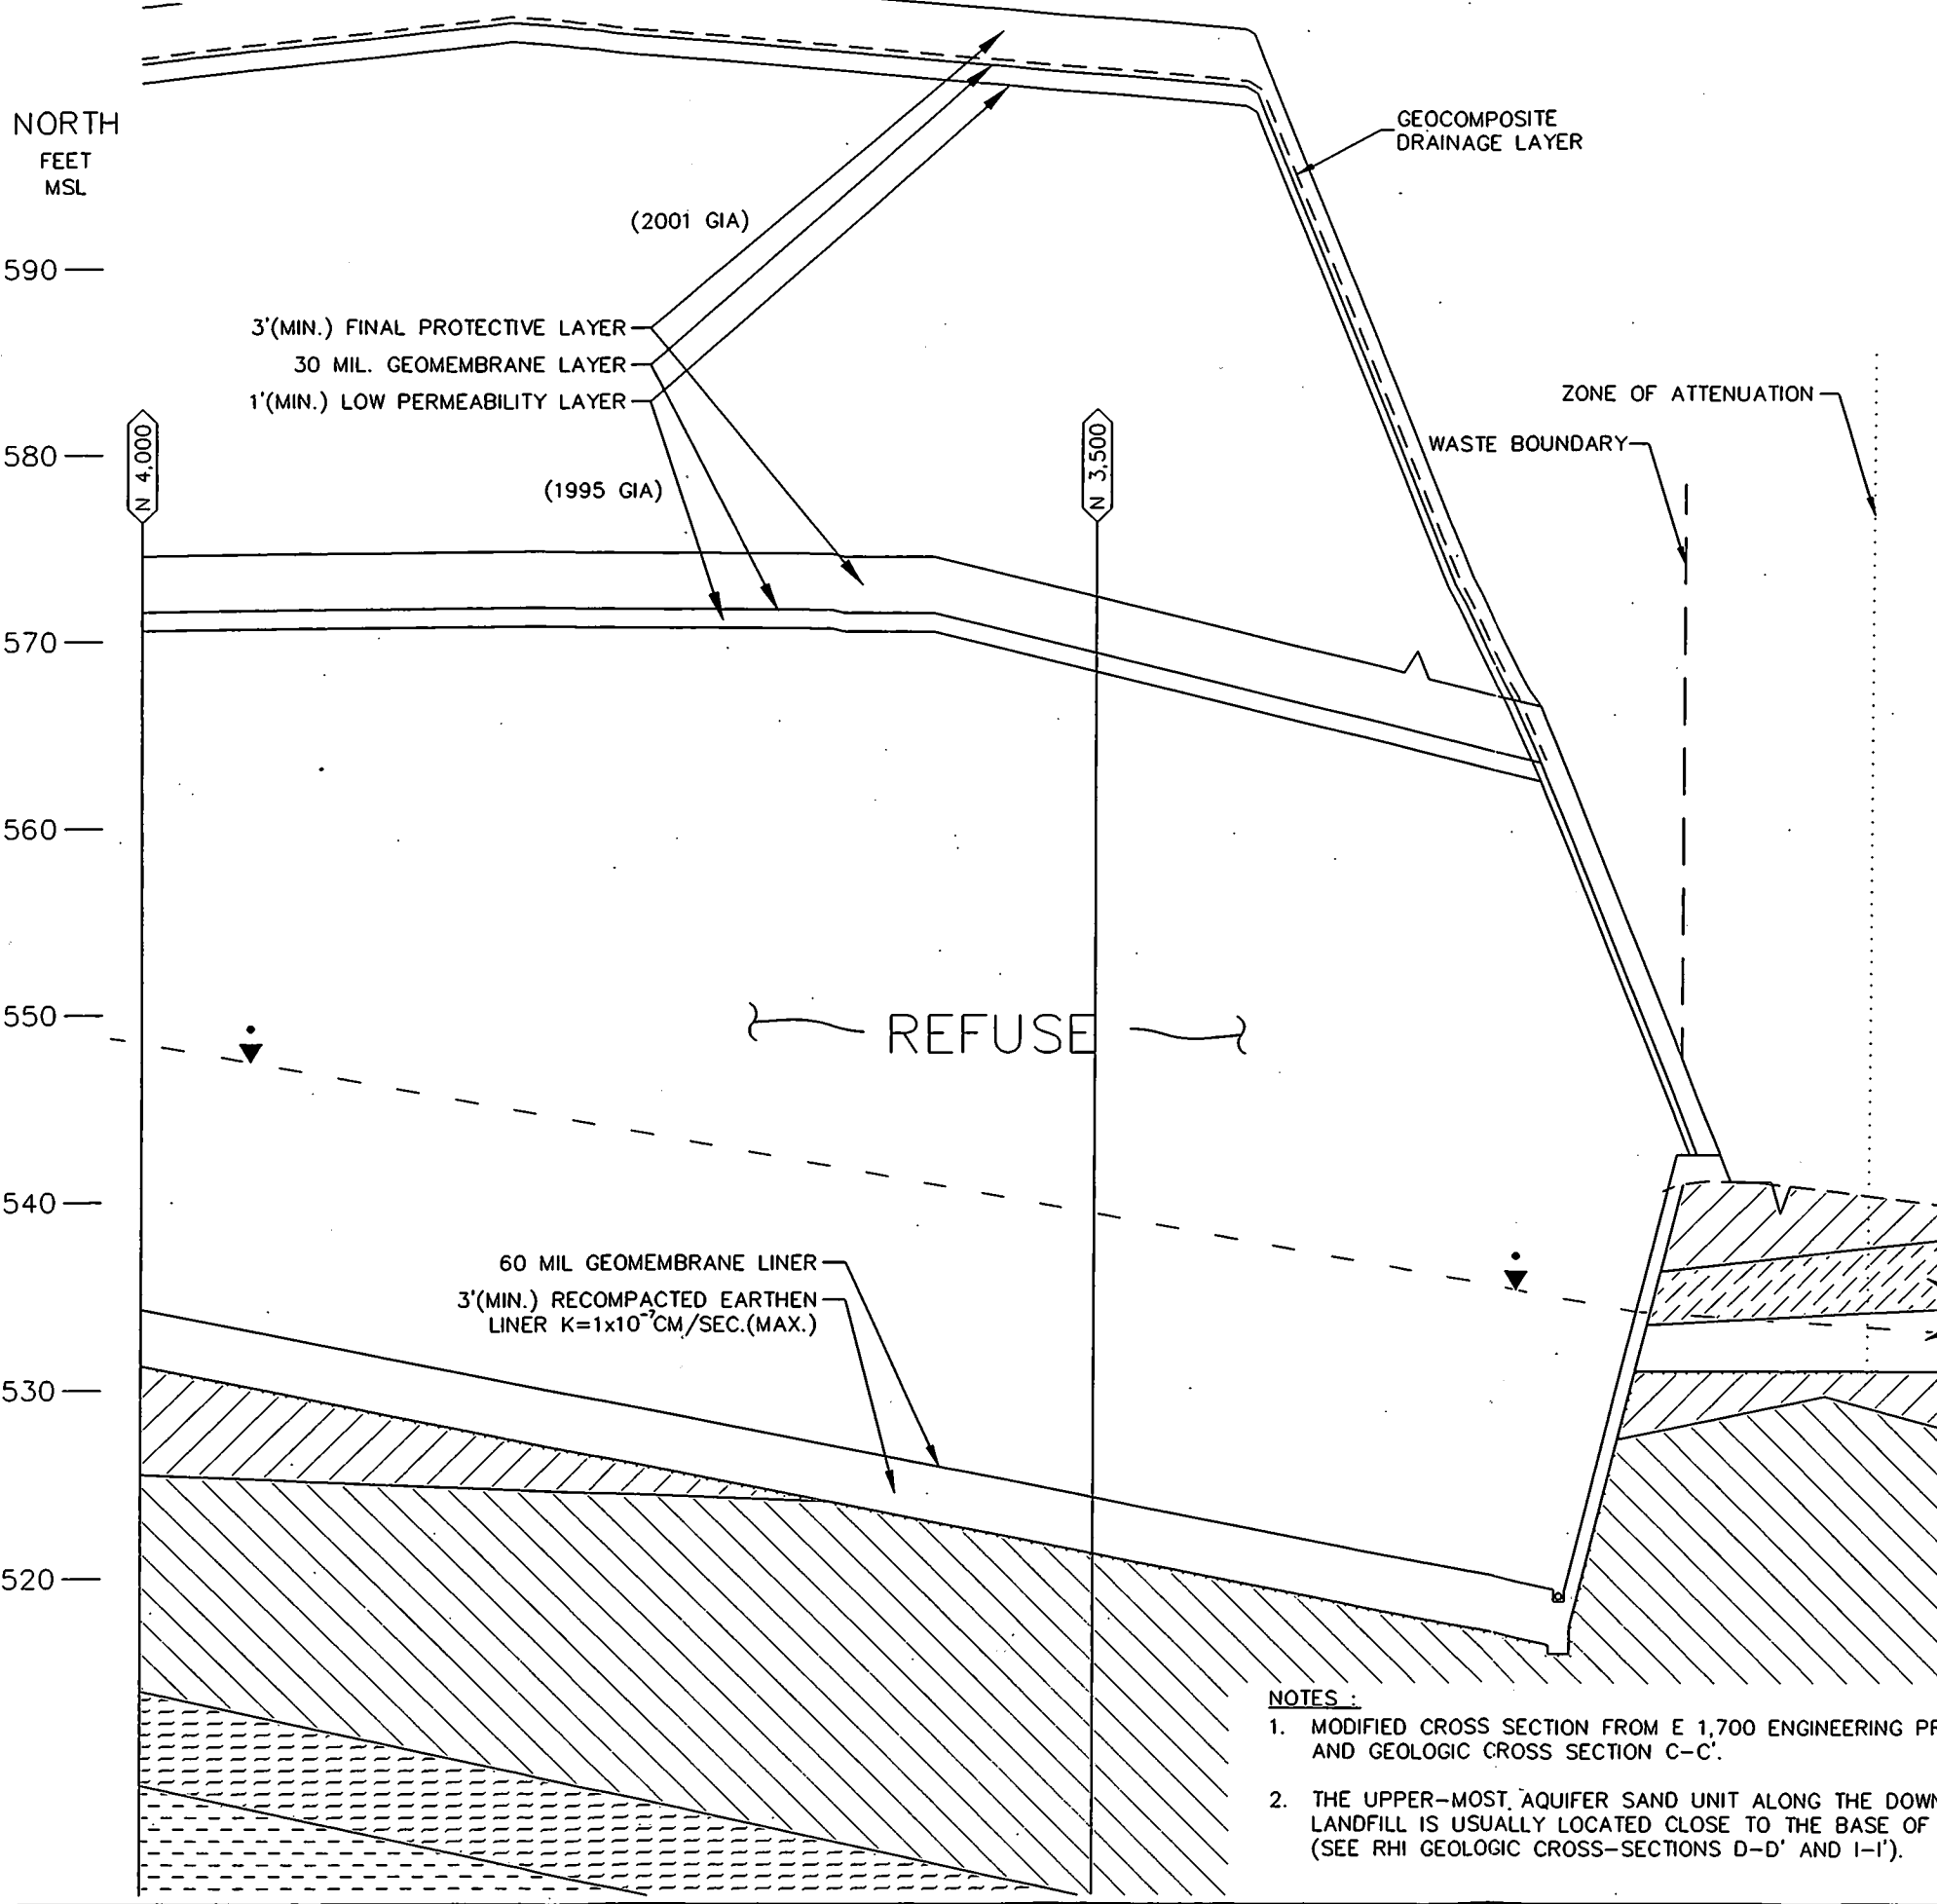 NORTH
FEET
MSL
GEOCOMPOSITE
DRAINAGE LAYER
(2001 GIA)
590
3'(MIN.) FINAL PROTECTIVE LAYER
30 MIL. GEOMEMBRANE LAYER
1'(MIN.) LOW PERMEABILITY LAYER
ZONE OF ATTENUATION
WASTE BOUNDARY
580
N 4,000
N 3,500
(1995 GIA)
570
560
550
REFUSE
540
60 MIL GEOMEMBRANE LINER
3'(MIN.) RECOMPACTED EARTHEN
LINER K=1x10⁻⁷CM/SEC.(MAX.)
530
520
NOTES :
1. MODIFIED CROSS SECTION FROM E 1,700 ENGINEERING
AND GEOLOGIC CROSS SECTION C-C'.
2. THE UPPER-MOST AQUIFER SAND UNIT ALONG THE
LANDFILL IS USUALLY LOCATED CLOSE TO THE BASE OF
(SEE RHI GEOLOGIC CROSS-SECTIONS D-D' AND I-I').